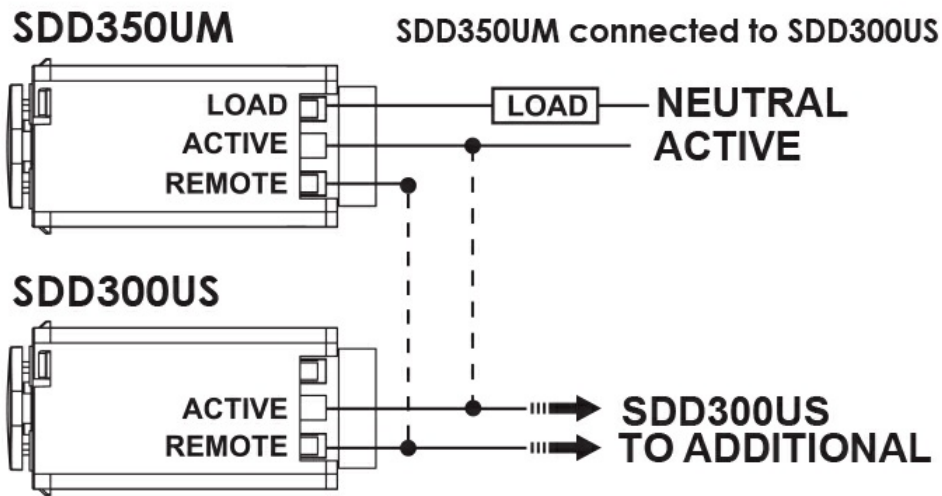 SDD350UM
SDD350UM connected to SDD300US
LOAD
LOAD
NEUTRAL
ACTIVE
ACTIVE
REMOTE
SDD300US
ACTIVE
SDD300US
REMOTE
TO ADDITIONAL